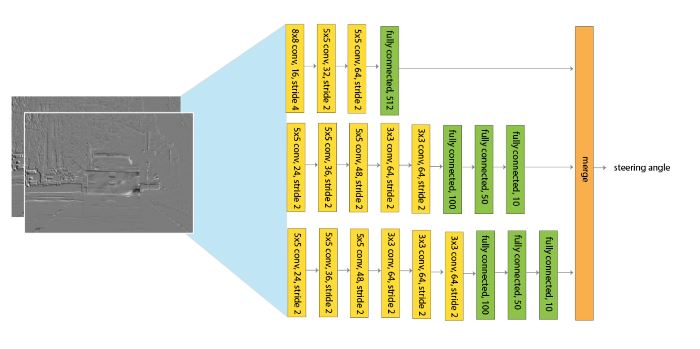 8x8 conv, 16, stride 4
5x5 conv, 32, stride 2
5x5 conv, 64, stride 2
fully connected, 512
5x5 conv, 24, stride 2
5x5 conv, 36, stride 2
5x5 conv, 48, stride 2
3x3 conv, 64, stride 2
3x3 conv, 64, stride 2
fully connected, 100
fully connected, 50
fully connected, 10
5x5 conv, 24, stride 2
5x5 conv, 36, stride 2
5x5 conv, 48, stride 2
3x3 conv, 64, stride 2
3x3 conv, 64, stride 2
3x3 conv, 64, stride 2
fully connected, 100
fully connected, 50
fully connected, 10
merge
steering angle